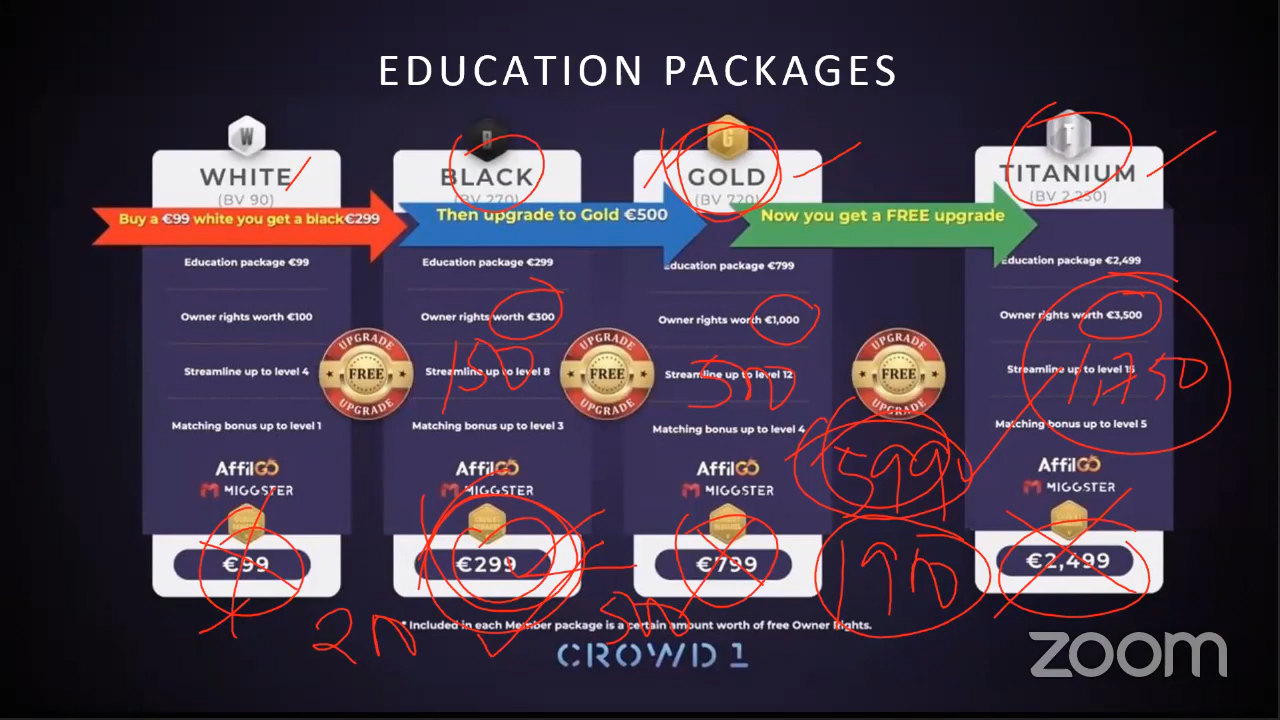 EDUCATION PACKAGES
W
WHITE
(BV 90)
B
BLACK
(BV 270)
G
GOLD
(BV 720)
T
TITANIUM
(BV 2,250)
Buy a €99 white you get a black€299
Then upgrade to Gold €500
Now you get a FREE upgrade
Education package €99
Owner rights worth €100
Streamline up to level 4
Matching bonus up to level 1
AffilGO
MIGGSTER
€99
Education package €299
Owner rights worth €300
150
Streamline up to level 8
Matching bonus up to level 3
AffilGO
MIGGSTER
€299
Education package €799
Owner rights worth €1,000
Streamline up to level 12
Matching bonus up to level 4
AffilGO
MIGGSTER
€799
Education package €2,499
Owner rights worth €3,500
1,750
Streamline up to level 15
Matching bonus up to level 5
AffilGO
MIGGSTER
€2,499
UPGRADE
FREE
UPGRADE
UPGRADE
FREE
UPGRADE
UPGRADE
FREE
UPGRADE
* Included in each Member package is a certain amount worth of free Owner Rights.
CROWD 1
zoom